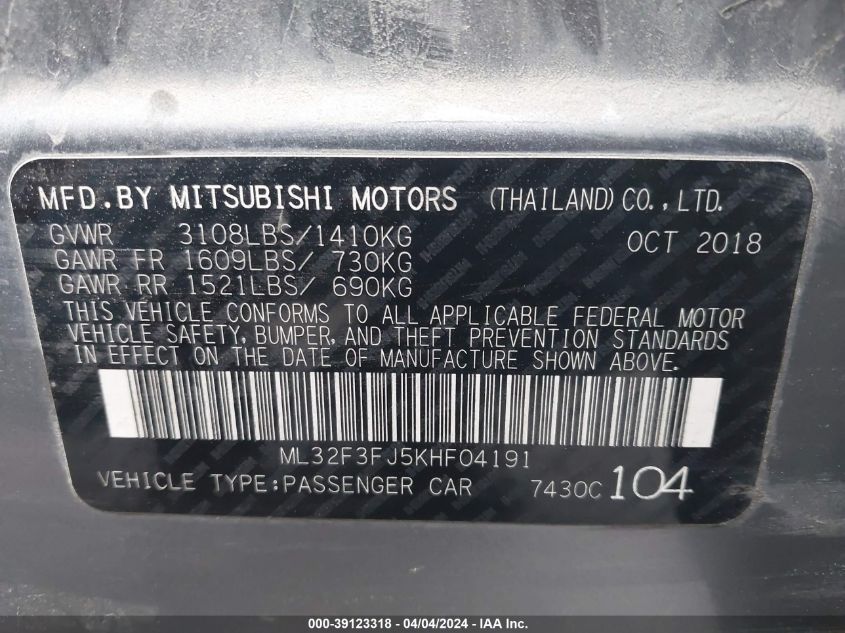 MFD.BY MITSUBISHI MOTORS (THAILAND) CO., LTD.
GVWR 3108LBS/1410KG OCT 2018
GAWR FR 1609LBS/ 730KG
GAWR RR 1521LBS/ 690KG
THIS VEHICLE CONFORMS TO ALL APPLICABLE FEDERAL MOTOR
VEHICLE SAFETY, BUMPER, AND THEFT PREVENTION STANDARDS
IN EFFECT ON THE DATE OF MANUFACTURE SHOWN ABOVE.
ML32F3FJ5KHF04191
VEHICLE TYPE:PASSENGER CAR 7430C 104
000-39123318 - 04/04/2024 - IAA Inc.